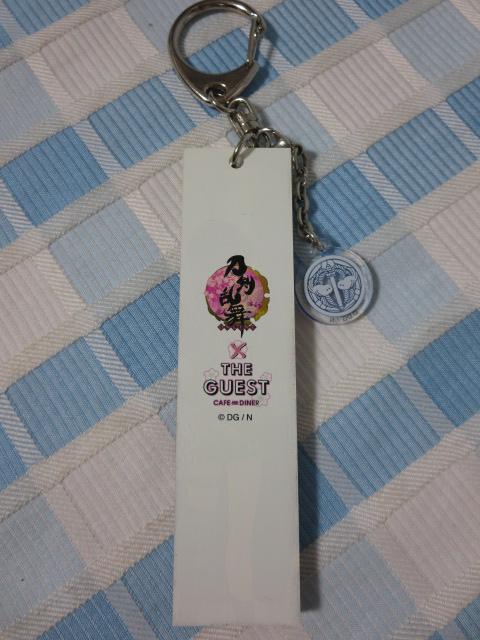 刀剣乱舞
×
THE
GUEST
CAFE AND DINER
© DG / N